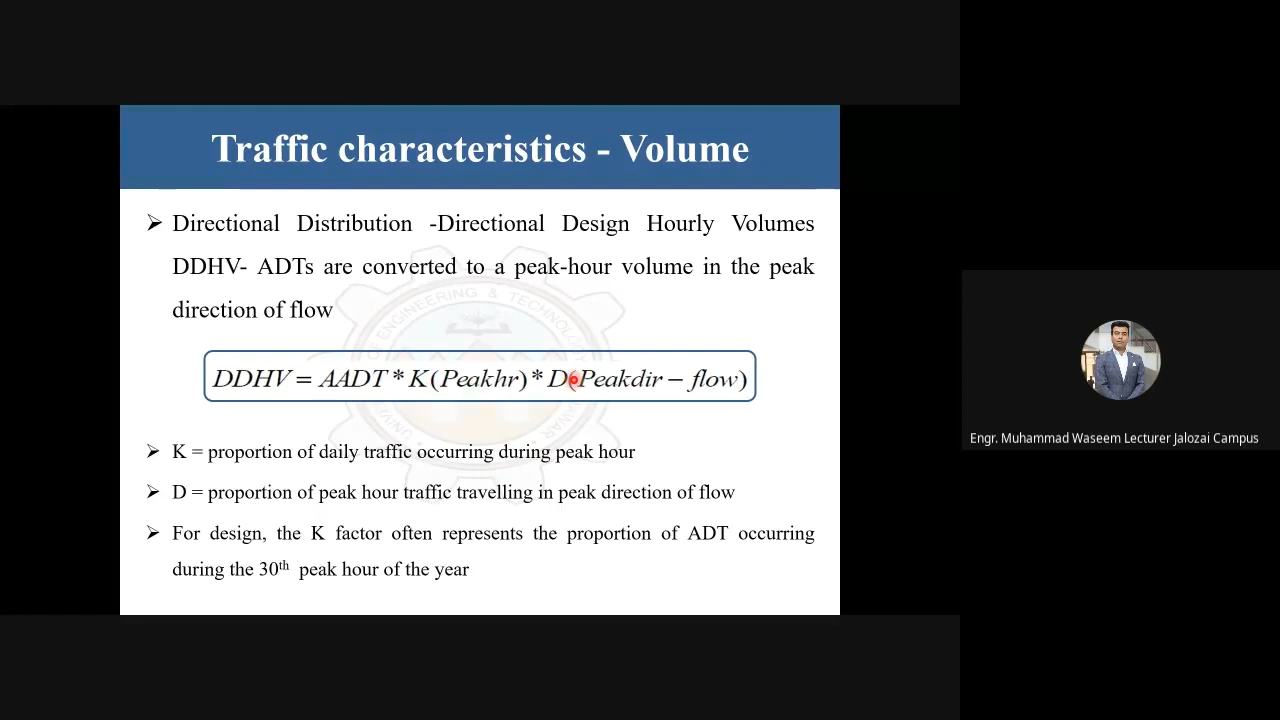 Traffic characteristics - Volume
➢ Directional Distribution -Directional Design Hourly Volumes
DDHV- ADTs are converted to a peak-hour volume in the peak
direction of flow
DDHV = AADT * K(Peakhr) * D(Peakdir − flow)
➢ K = proportion of daily traffic occurring during peak hour
➢ D = proportion of peak hour traffic travelling in peak direction of flow
➢ For design, the K factor often represents the proportion of ADT occurring
during the 30th peak hour of the year
Engr. Muhammad Waseem Lecturer Jalozai Campus